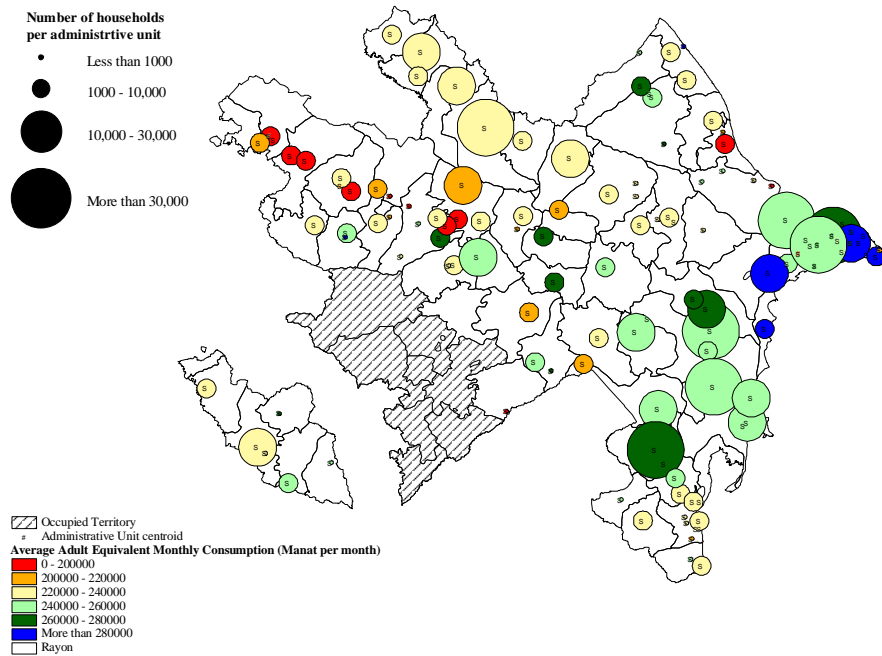 Number of households
per administrtive unit
Less than 1000
1000 - 10,000
10,000 - 30,000
More than 30,000
Occupied Territory
# Administrative Unit centroid
Average Adult Equivalent Monthly Consumption (Manat per month)
0 - 200000
200000 - 220000
220000 - 240000
240000 - 260000
260000 - 280000
More than 280000
Rayon